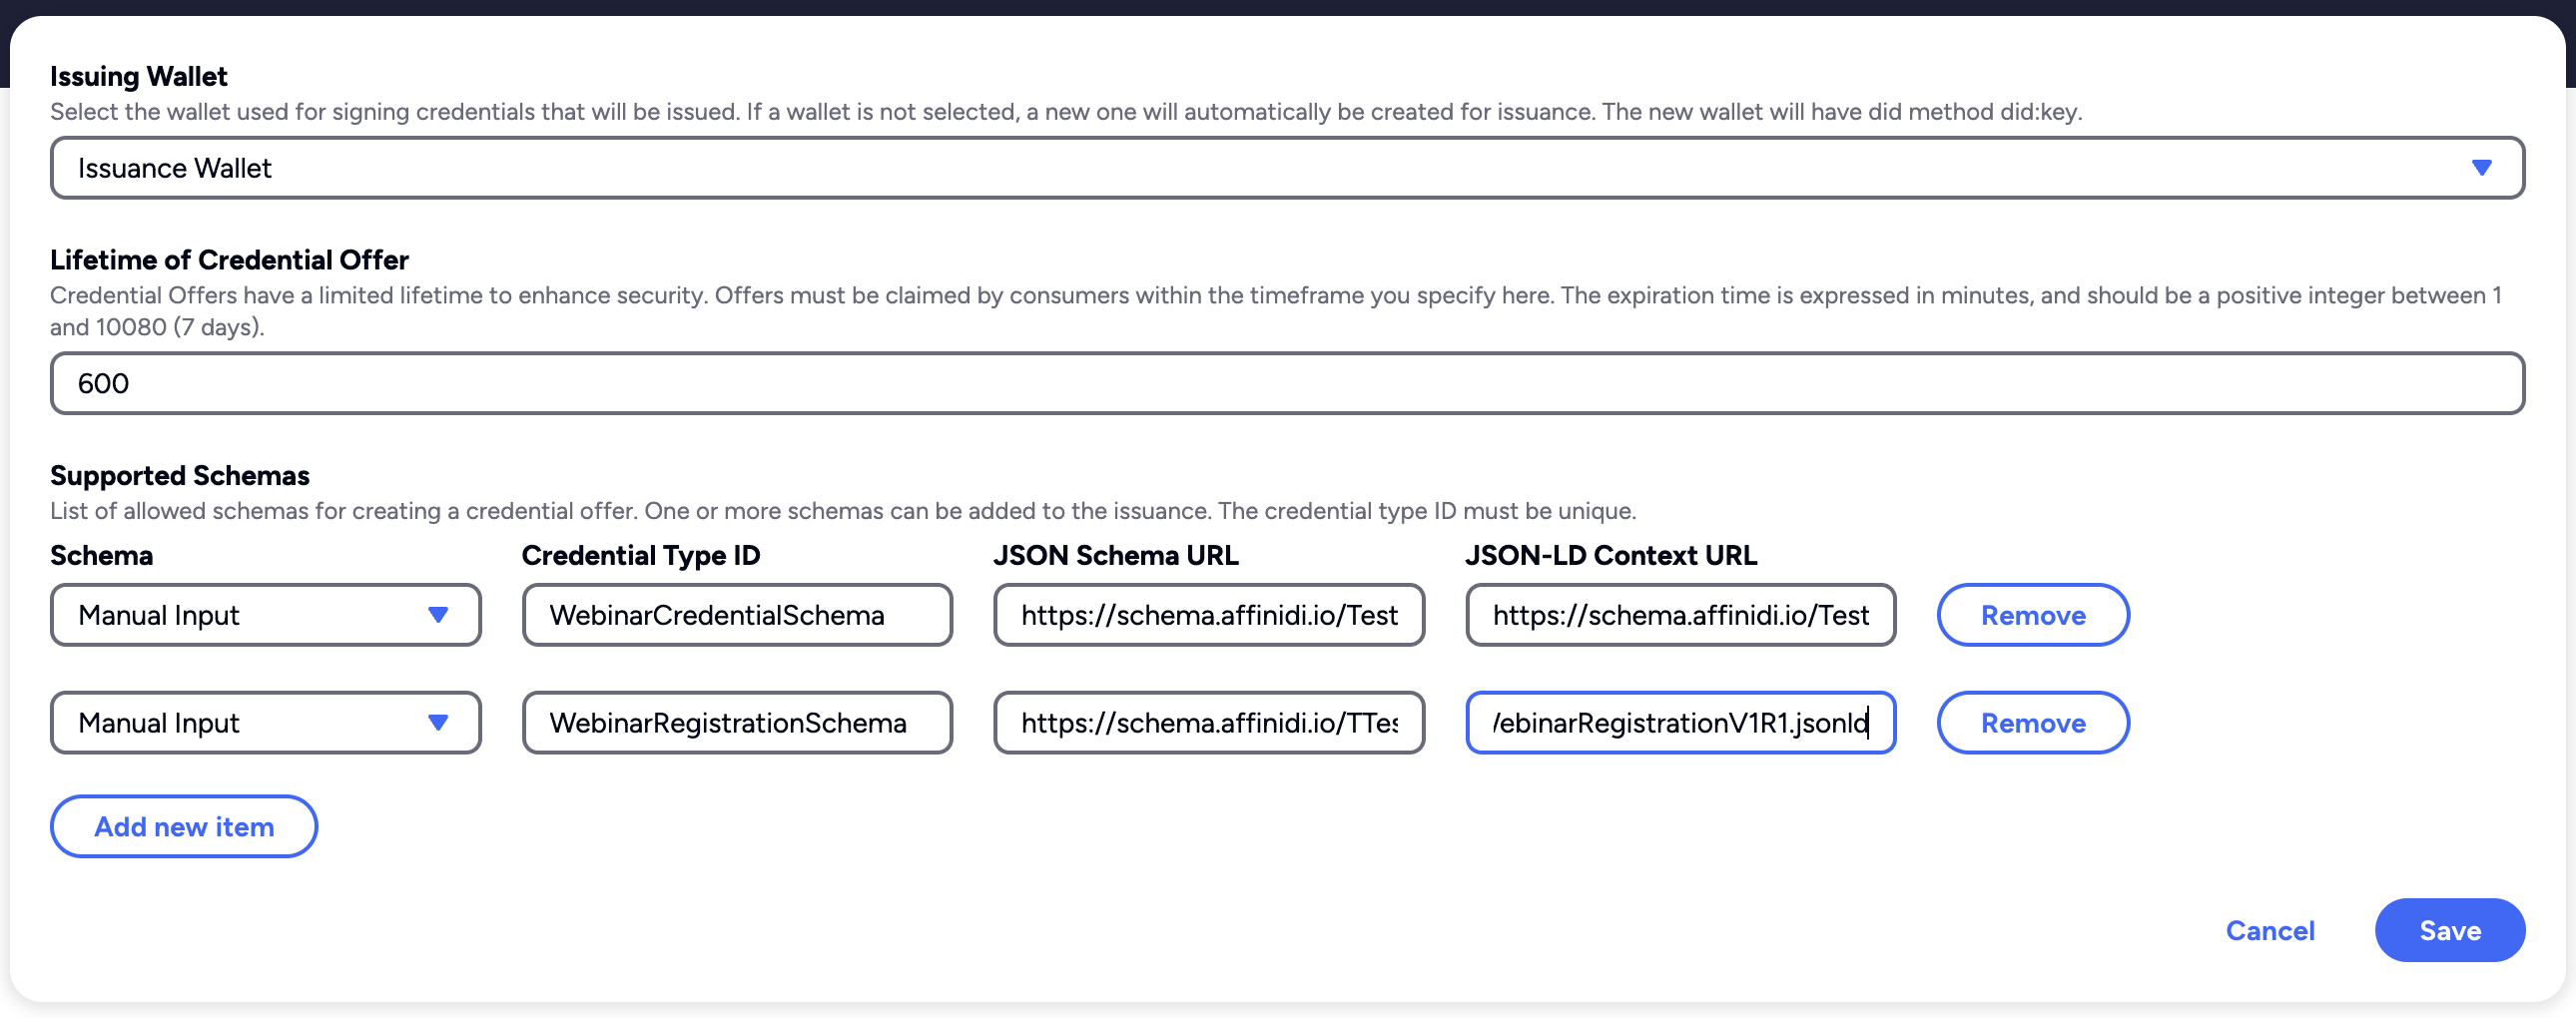 Issuing Wallet
Select the wallet used for signing credentials that will be issued. If a wallet is not selected, a new one will automatically be created for issuance. The new wallet will have did method did:key.
Issuance Wallet
Lifetime of Credential Offer
Credential Offers have a limited lifetime to enhance security. Offers must be claimed by consumers within the timeframe you specify here. The expiration time is expressed in minutes, and should be a positive integer between 1
and 10080 (7 days).
600
Supported Schemas
List of allowed schemas for creating a credential offer. One or more schemas can be added to the issuance. The credential type ID must be unique.
Schema Credential Type ID JSON Schema URL JSON-LD Context URL
Manual Input WebinarCredentialSchema https://schema.affinidi.io/Test https://schema.affinidi.io/Test Remove
Manual Input WebinarRegistrationSchema https://schema.affinidi.io/TTes ebinarRegistrationV1R1.jsonld Remove
Add new item
Cancel Save